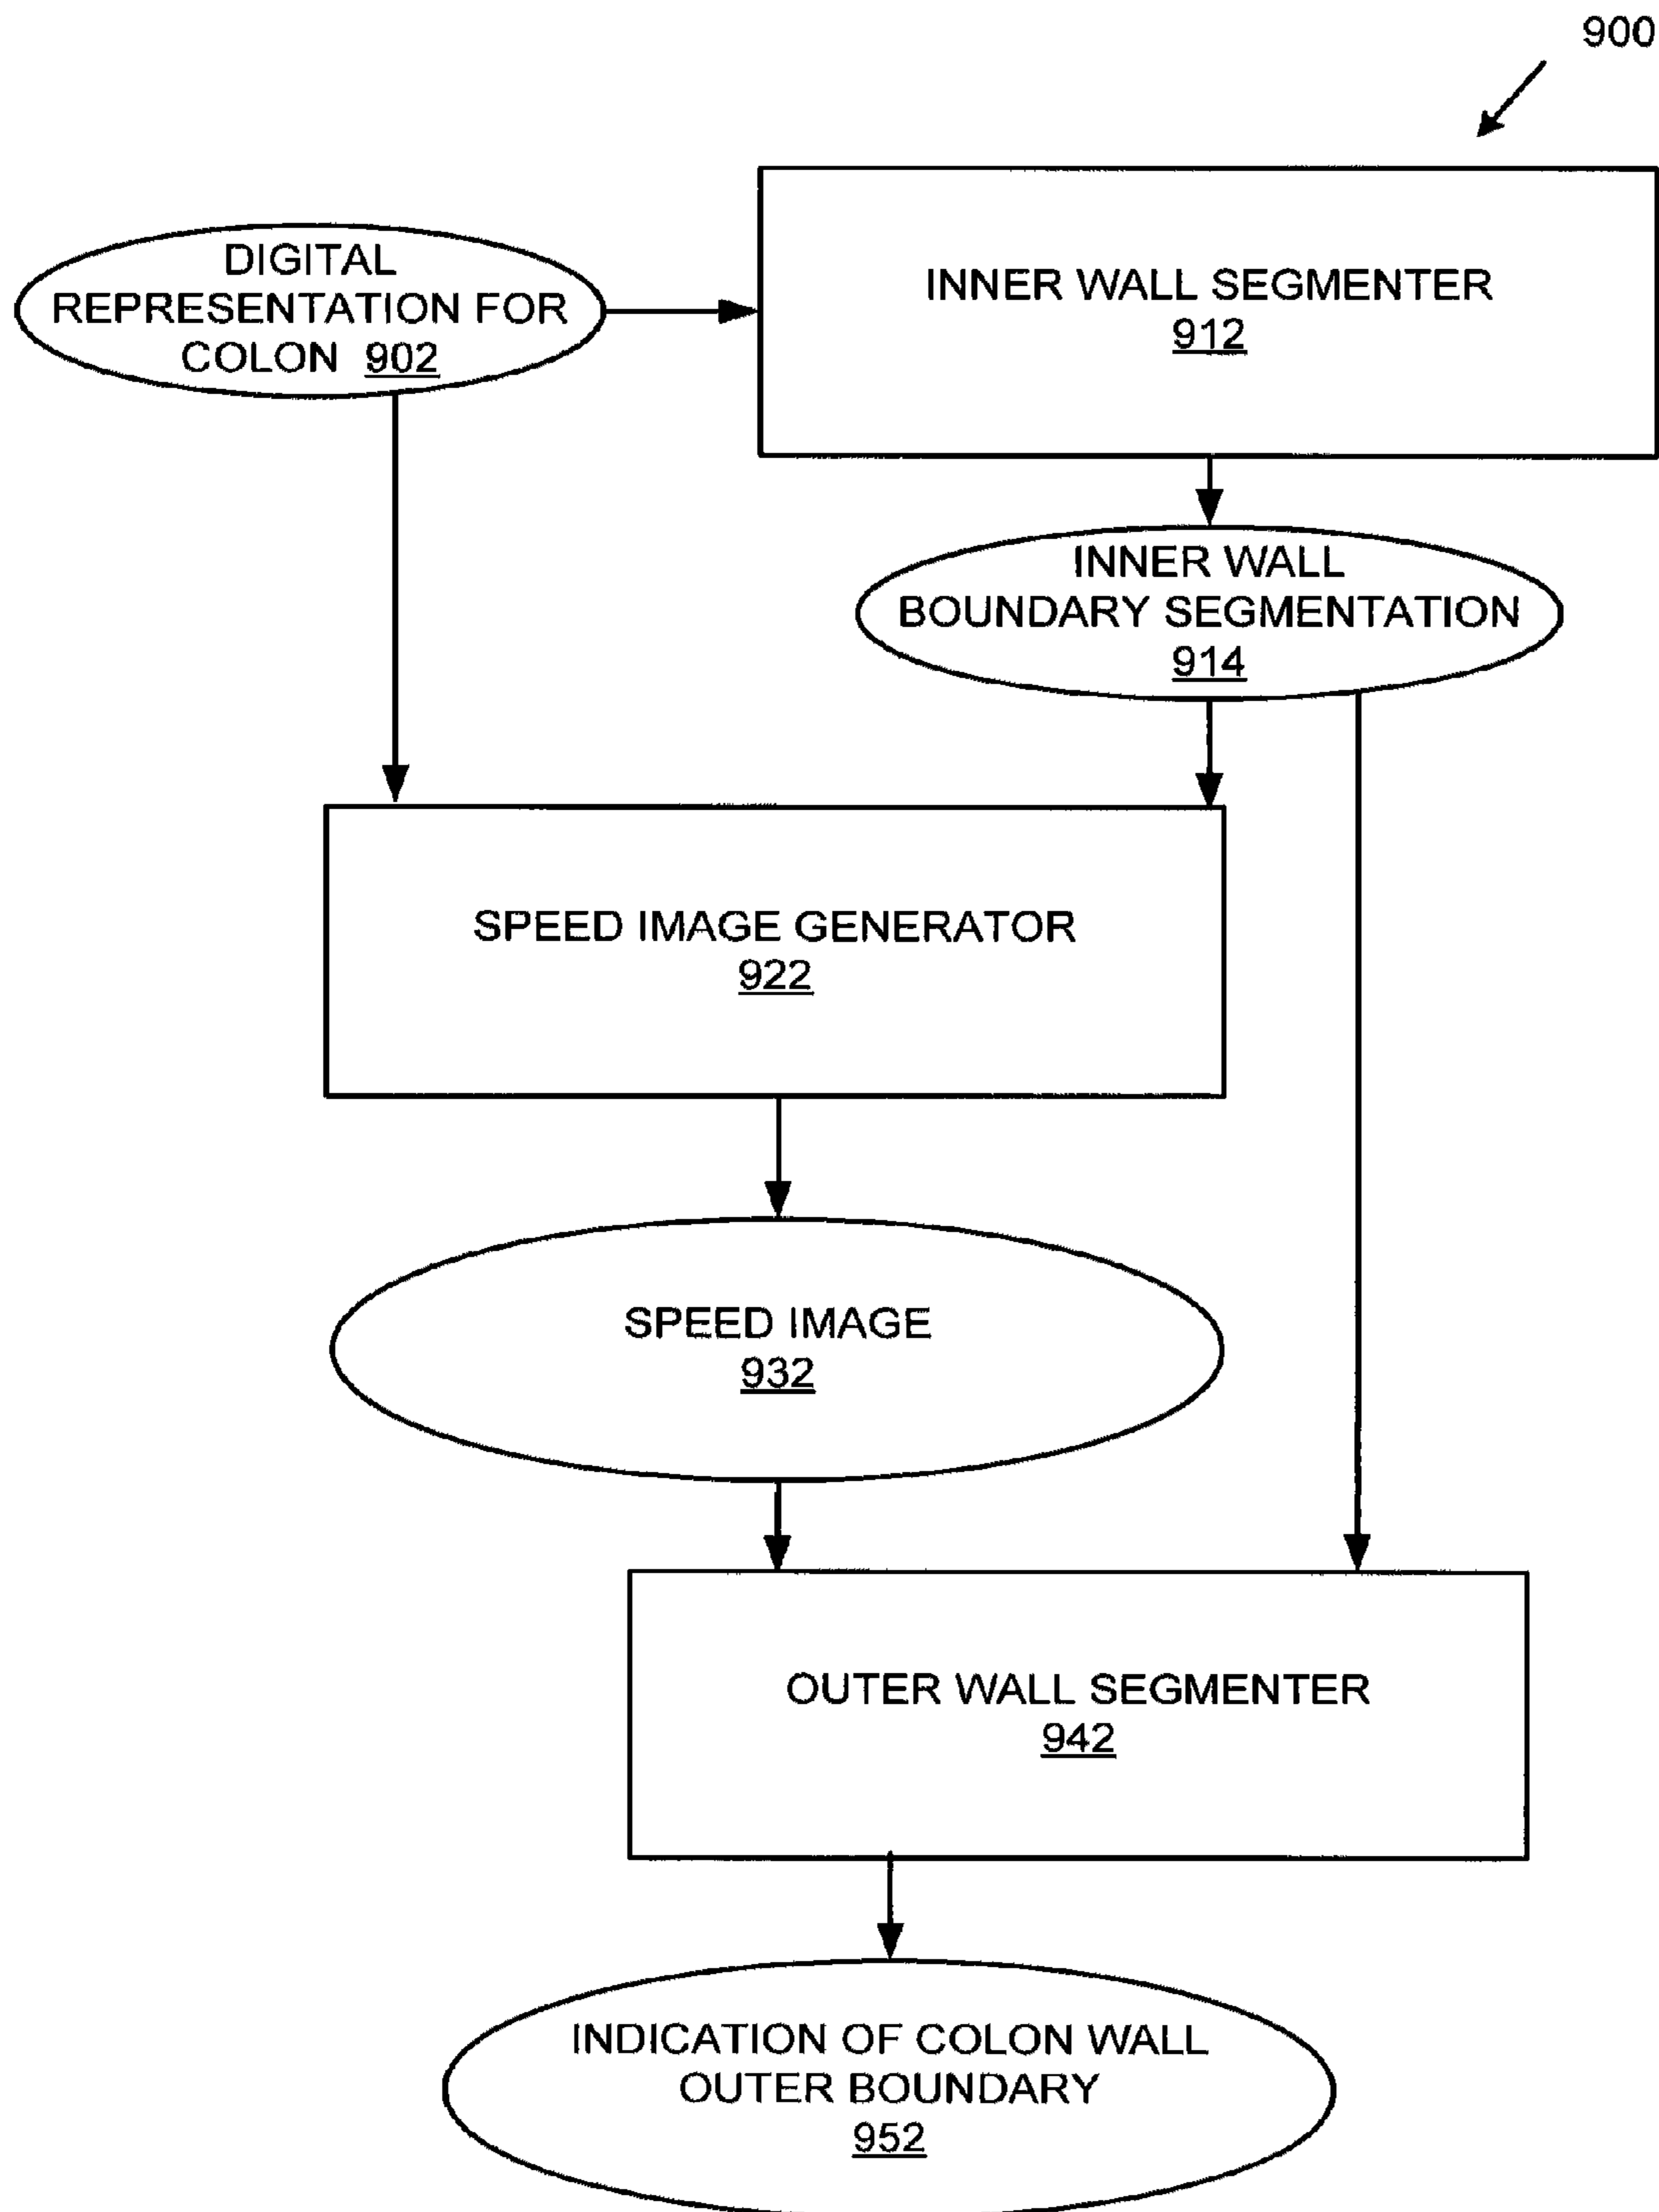 900
DIGITAL
REPRESENTATION FOR
COLON 902
INNER WALL SEGMENTER
912
INNER WALL
BOUNDARY SEGMENTATION
914
SPEED IMAGE GENERATOR
922
SPEED IMAGE
932
OUTER WALL SEGMENTER
942
INDICATION OF COLON WALL
OUTER BOUNDARY
952